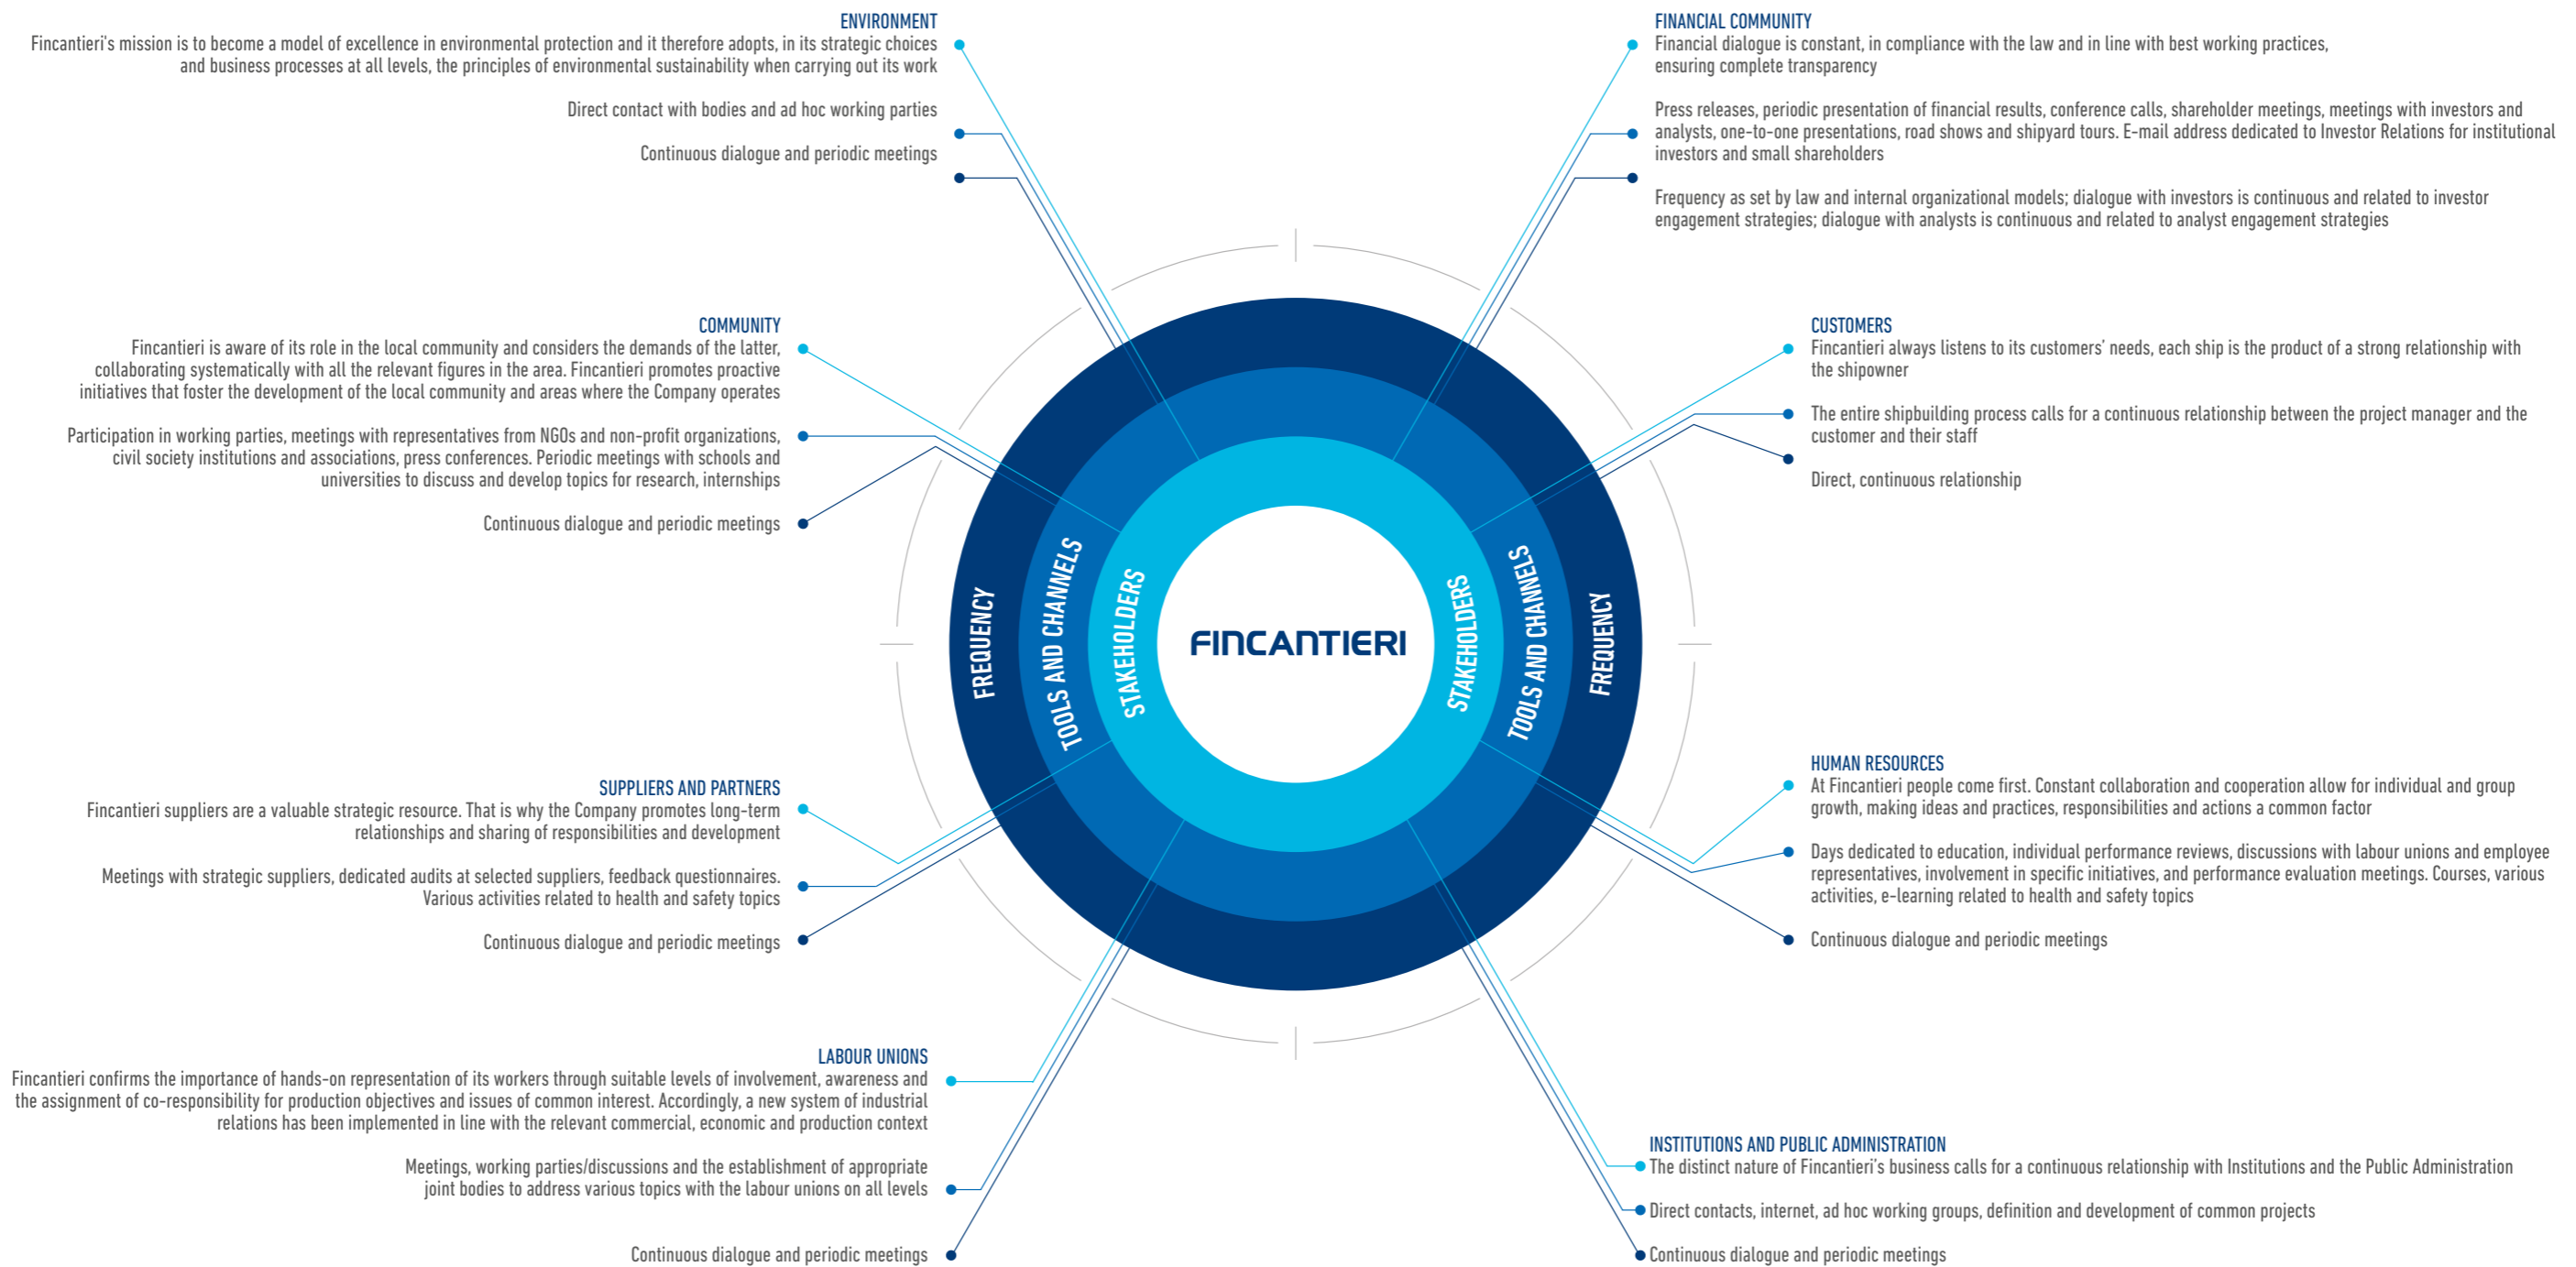 ENVIRONMENT
Fincantieri's mission is to become a model of excellence in environmental protection and it therefore adopts, in its strategic choices
and business processes at all levels, the principles of environmental sustainability when carrying out its work
Direct contact with bodies and ad hoc working parties
Continuous dialogue and periodic meetings
FINANCIAL COMMUNITY
Financial dialogue is constant, in compliance with the law and in line with best working practices,
ensuring complete transparency
Press releases, periodic presentation of financial results, conference calls, shareholder meetings, meetings with investors and
analysts, one-to-one presentations, road shows and shipyard tours. E-mail address dedicated to Investor Relations for institutional
investors and small shareholders
Frequency as set by law and internal organizational models; dialogue with investors is continuous and related to investor
engagement strategies; dialogue with analysts is continuous and related to analyst engagement strategies
COMMUNITY
Fincantieri is aware of its role in the local community and considers the demands of the latter,
collaborating systematically with all the relevant figures in the area. Fincantieri promotes proactive
initiatives that foster the development of the local community and areas where the Company operates
Participation in working parties, meetings with representatives from NGOs and non-profit organizations,
civil society institutions and associations, press conferences. Periodic meetings with schools and
universities to discuss and develop topics for research, internships
Continuous dialogue and periodic meetings
CUSTOMERS
Fincantieri always listens to its customers' needs, each ship is the product of a strong relationship with
the shipowner
The entire shipbuilding process calls for a continuous relationship between the project manager and the
customer and their staff
Direct, continuous relationship
FREQUENCY
TOOLS AND CHANNELS
STAKEHOLDERS
FINCANTIERI
STAKEHOLDERS
TOOLS AND CHANNELS
FREQUENCY
SUPPLIERS AND PARTNERS
Fincantieri suppliers are a valuable strategic resource. That is why the Company promotes long-term
relationships and sharing of responsibilities and development
Meetings with strategic suppliers, dedicated audits at selected suppliers, feedback questionnaires.
Various activities related to health and safety topics
Continuous dialogue and periodic meetings
HUMAN RESOURCES
At Fincantieri people come first. Constant collaboration and cooperation allow for individual and group
growth, making ideas and practices, responsibilities and actions a common factor
Days dedicated to education, individual performance reviews, discussions with labour unions and employee
representatives, involvement in specific initiatives, and performance evaluation meetings. Courses, various
activities, e-learning related to health and safety topics
Continuous dialogue and periodic meetings
LABOUR UNIONS
Fincantieri confirms the importance of hands-on representation of its workers through suitable levels of involvement, awareness and
the assignment of co-responsibility for production objectives and issues of common interest. Accordingly, a new system of industrial
relations has been implemented in line with the relevant commercial, economic and production context
Meetings, working parties/discussions and the establishment of appropriate
joint bodies to address various topics with the labour unions on all levels
Continuous dialogue and periodic meetings
INSTITUTIONS AND PUBLIC ADMINISTRATION
The distinct nature of Fincantieri's business calls for a continuous relationship with Institutions and the Public Administration
Direct contacts, internet, ad hoc working groups, definition and development of common projects
Continuous dialogue and periodic meetings